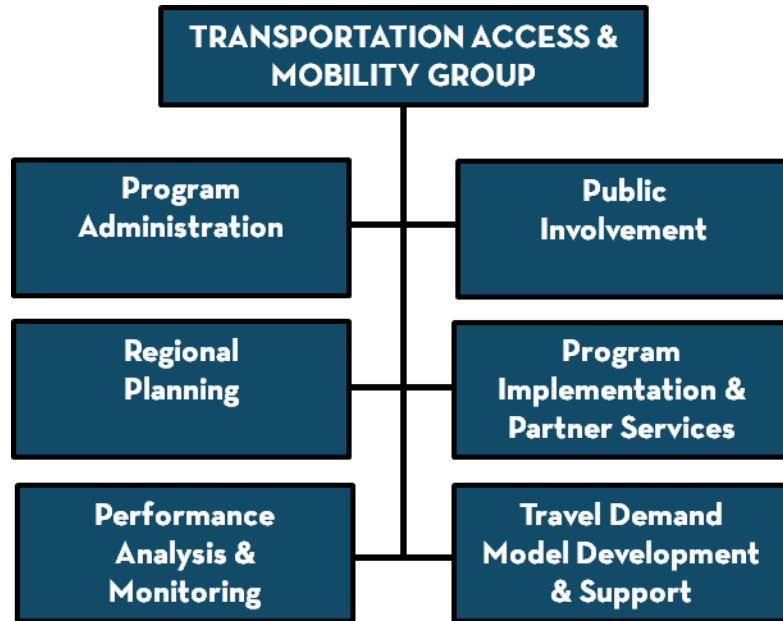 TRANSPORTATION ACCESS &
MOBILITY GROUP
Program
Administration
Public
Involvement
Regional
Planning
Program
Implementation &
Partner Services
Performance
Analysis &
Monitoring
Travel Demand
Model Development
& Support